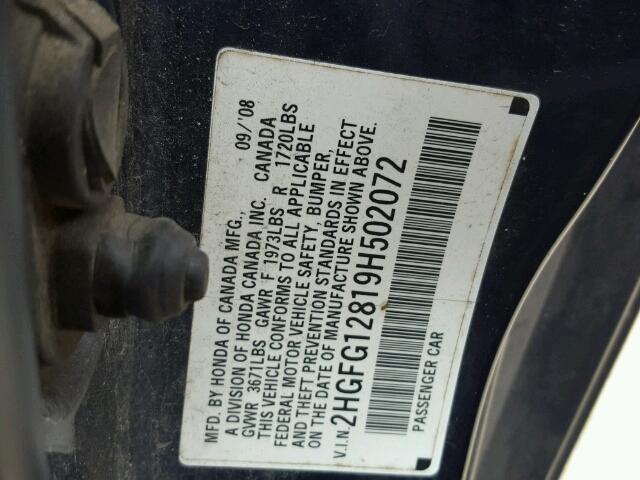 MFD. BY HONDA OF CANADA MFG., 09/'08
A DIVISION OF HONDA CANADA INC. CANADA
GVWR 3671LBS GAWR F 1973LBS R 1720LBS
THIS VEHICLE CONFORMS TO ALL APPLICABLE
FEDERAL MOTOR VEHICLE SAFETY, BUMPER,
AND THEFT PREVENTION STANDARDS IN EFFECT
ON THE DATE OF MANUFACTURE SHOWN ABOVE.
V.I.N. 2HGFG12819H502072
PASSENGER CAR